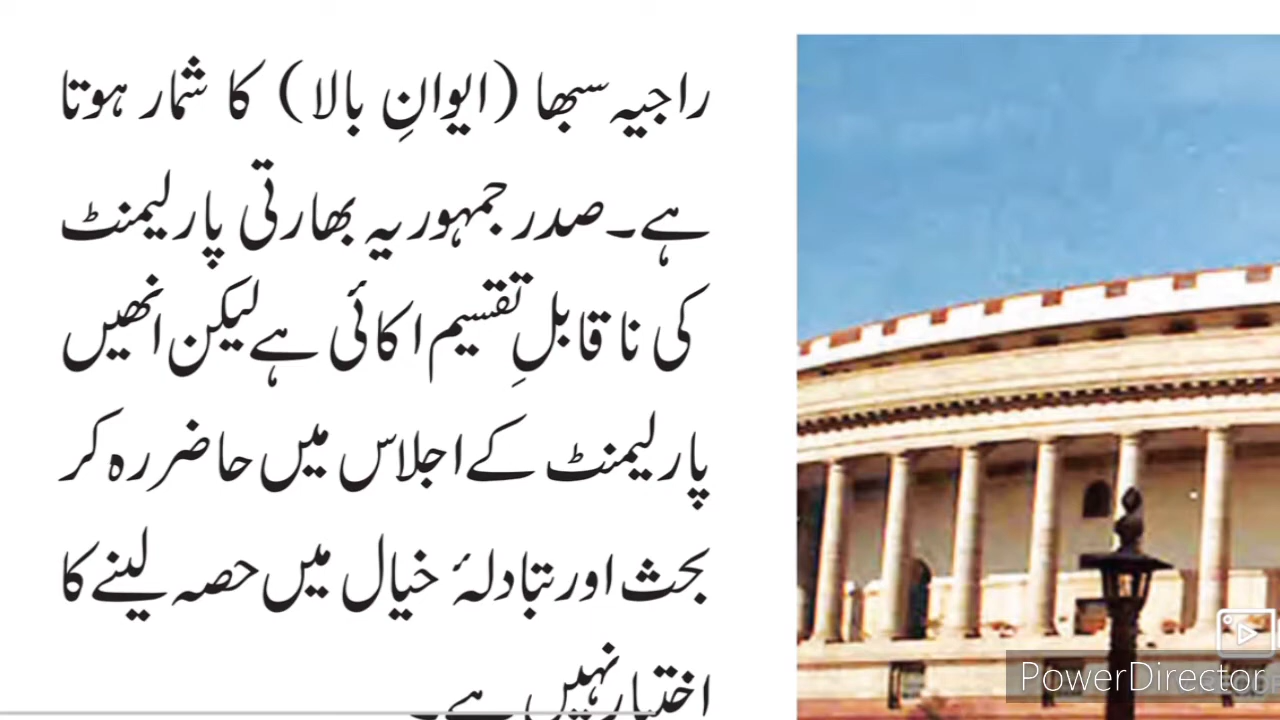 راجیہ سبھا (ایوانِ بالا) کا شمار ہوتا
ہے۔ صدر جمہوریہ بھارتی پارلیمنٹ
کی ناقابلِ تقسیم اکائی ہے لیکن انھیں
پارلیمنٹ کے اجلاس میں حاضر رہ کر
بحث اور تبادلۂ خیال میں حصہ لینے کا
اختیار نہیں ہے۔
PowerDirector